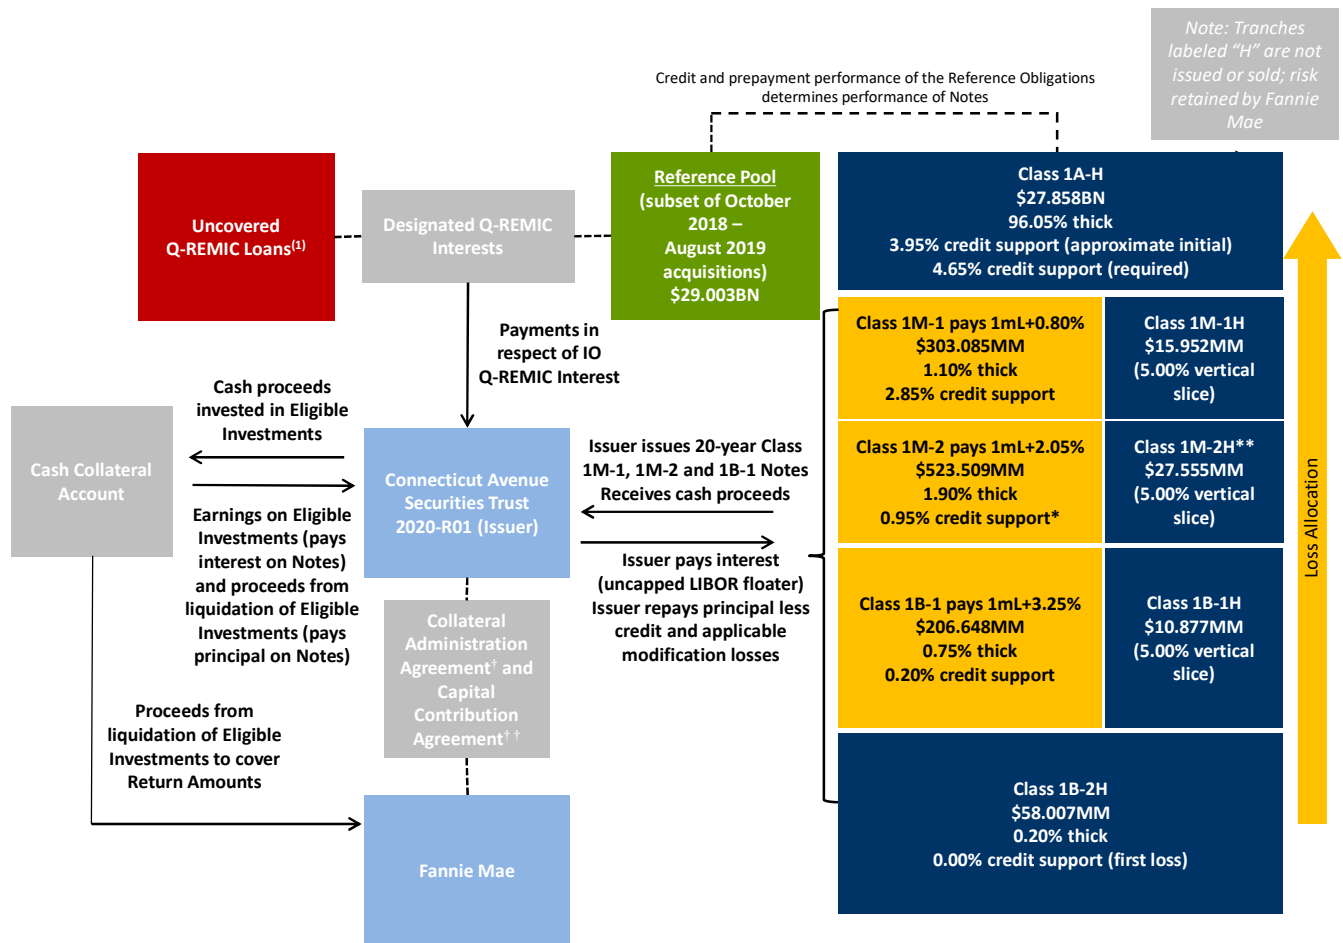 Note: Tranches
labeled “H” are not
issued or sold; risk
retained by Fannie
Mae
Credit and prepayment performance of the Reference Obligations
determines performance of Notes
Uncovered
Q-REMIC Loans(1)
Designated Q-REMIC
Interests
Reference Pool
(subset of October
2018 –
August 2019
acquisitions)
$29.003BN
Class 1A-H
$27.858BN
96.05% thick
3.95% credit support (approximate initial)
4.65% credit support (required)
Payments in
respect of IO
Q-REMIC Interest
Class 1M-1 pays 1mL+0.80%
$303.085MM
1.10% thick
2.85% credit support
Class 1M-1H
$15.952MM
(5.00% vertical
slice)
Cash proceeds
invested in Eligible
Investments
Cash Collateral
Account
Connecticut Avenue
Securities Trust
2020-R01 (Issuer)
Issuer issues 20-year Class
1M-1, 1M-2 and 1B-1 Notes
Receives cash proceeds
Class 1M-2 pays 1mL+2.05%
$523.509MM
1.90% thick
0.95% credit support*
Class 1M-2H**
$27.555MM
(5.00% vertical
slice)
Loss Allocation
Earnings on Eligible
Investments (pays
interest on Notes)
and proceeds from
liquidation of Eligible
Investments (pays
principal on Notes)
Issuer pays interest
(uncapped LIBOR floater)
Issuer repays principal less
credit and applicable
modification losses
Class 1B-1 pays 1mL+3.25%
$206.648MM
0.75% thick
0.20% credit support
Class 1B-1H
$10.877MM
(5.00% vertical
slice)
Collateral
Administration
Agreement† and
Capital
Contribution
Agreement† †
Proceeds from
liquidation of Eligible
Investments to cover
Return Amounts
Fannie Mae
Class 1B-2H
$58.007MM
0.20% thick
0.00% credit support (first loss)